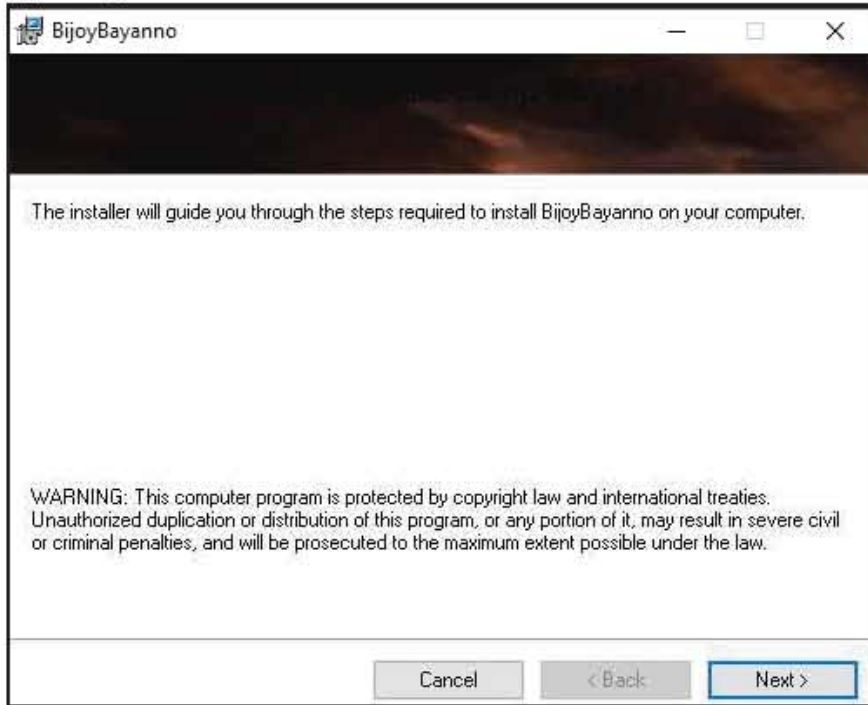 BijoyBayanno
The installer will guide you through the steps required to install BijoyBayanno on your computer.
WARNING: This computer program is protected by copyright law and international treaties.
Unauthorized duplication or distribution of this program, or any portion of it, may result in severe civil
or criminal penalties, and will be prosecuted to the maximum extent possible under the law.
Cancel
< Back
Next >